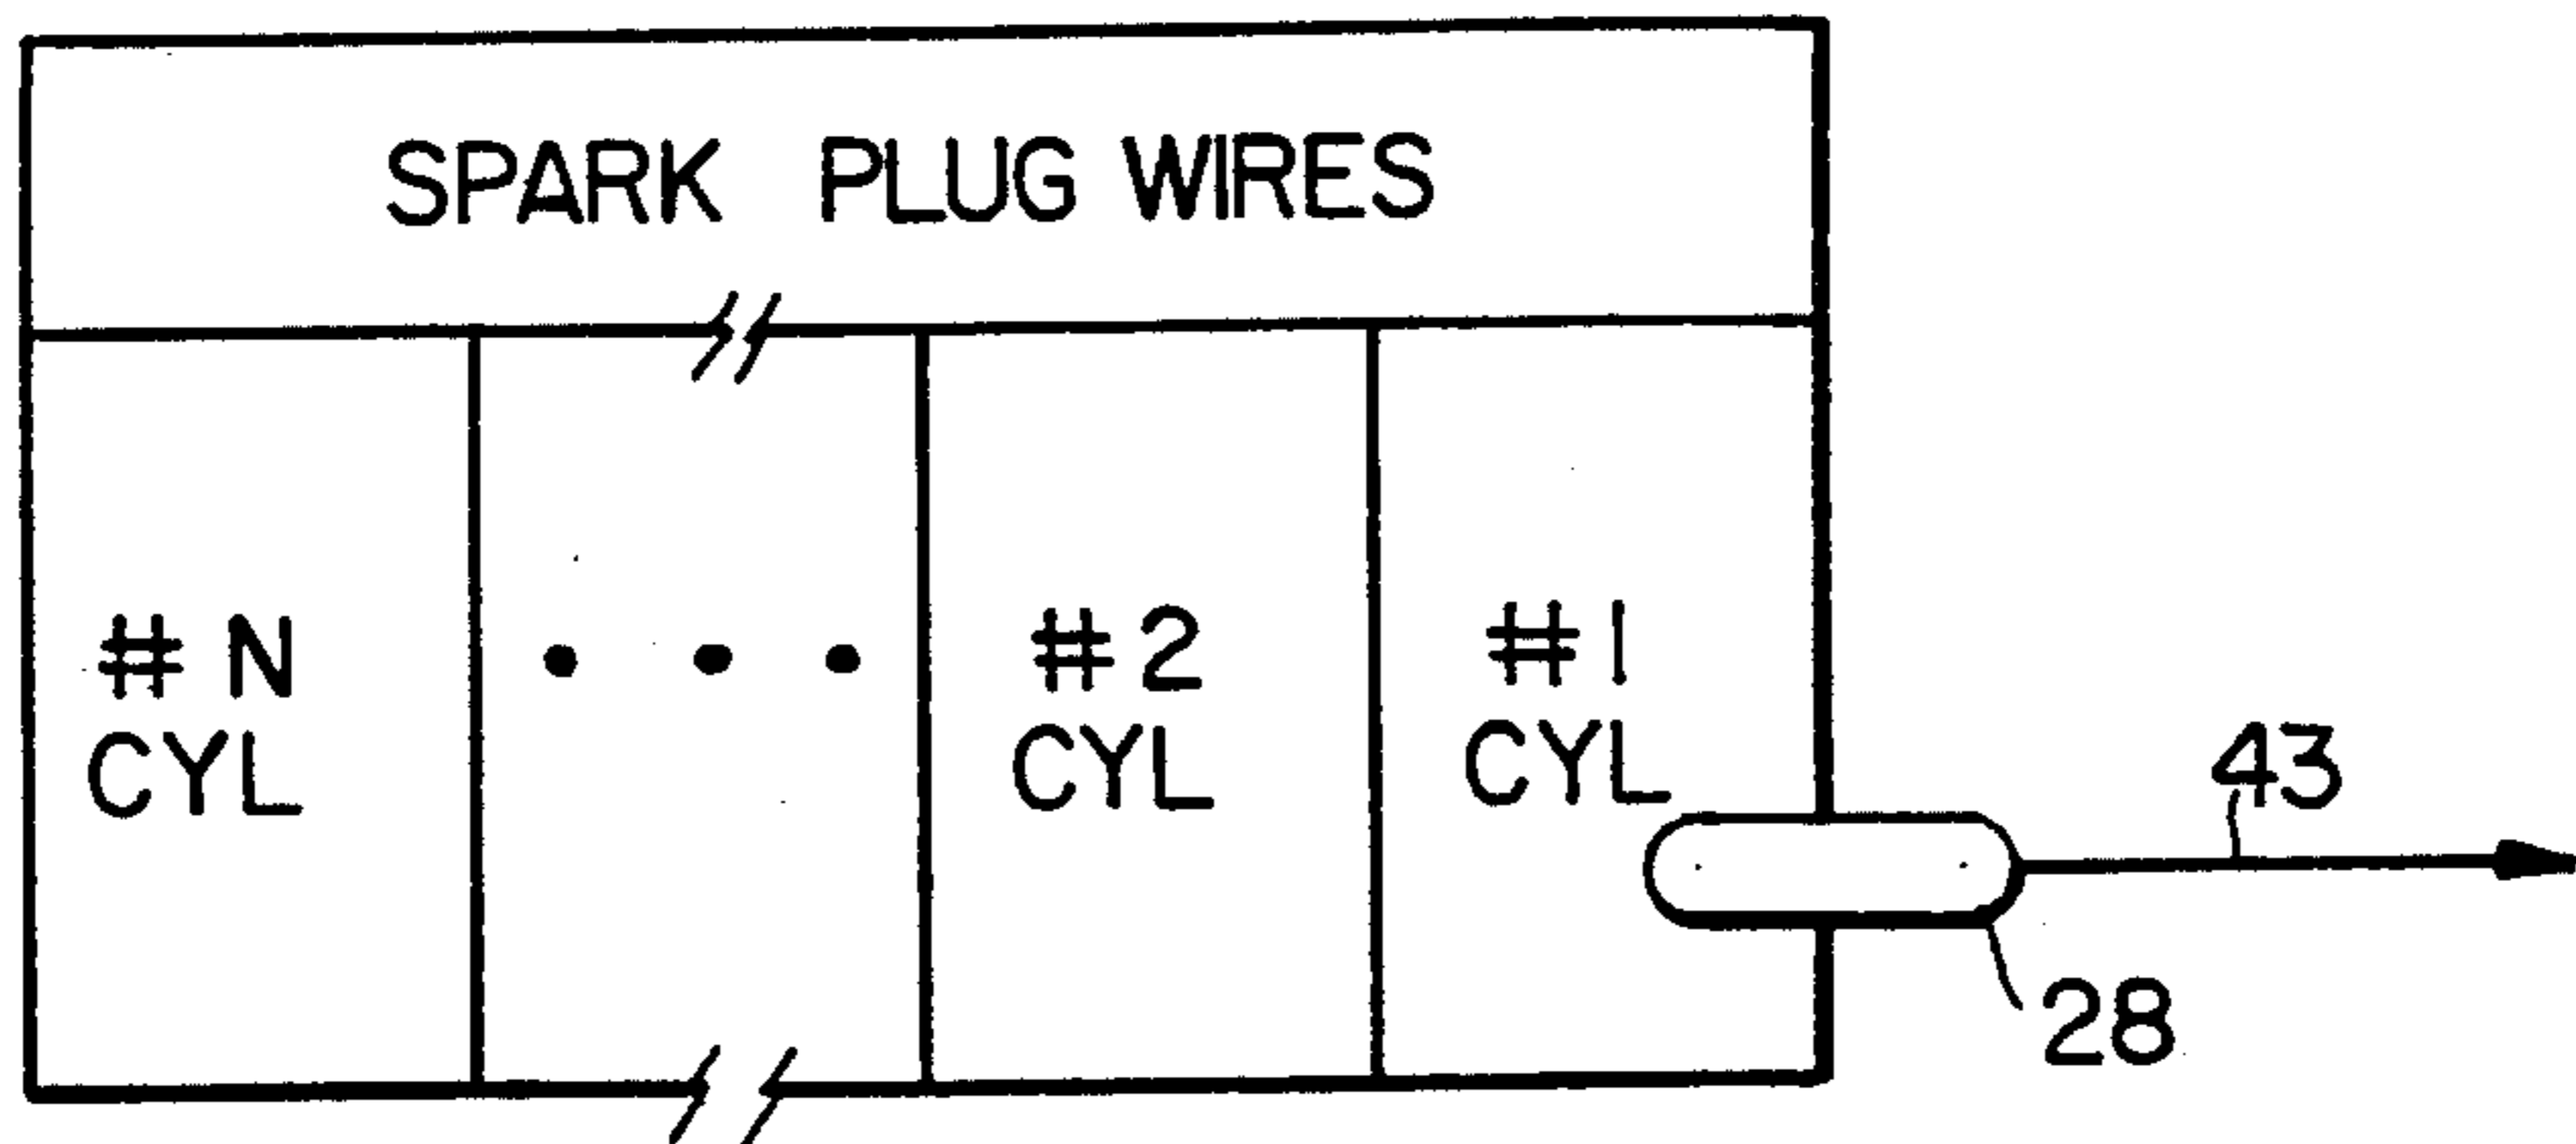 SPARK PLUG WIRES
# N
CYL
• • •
#2
CYL
#1
CYL
43
28